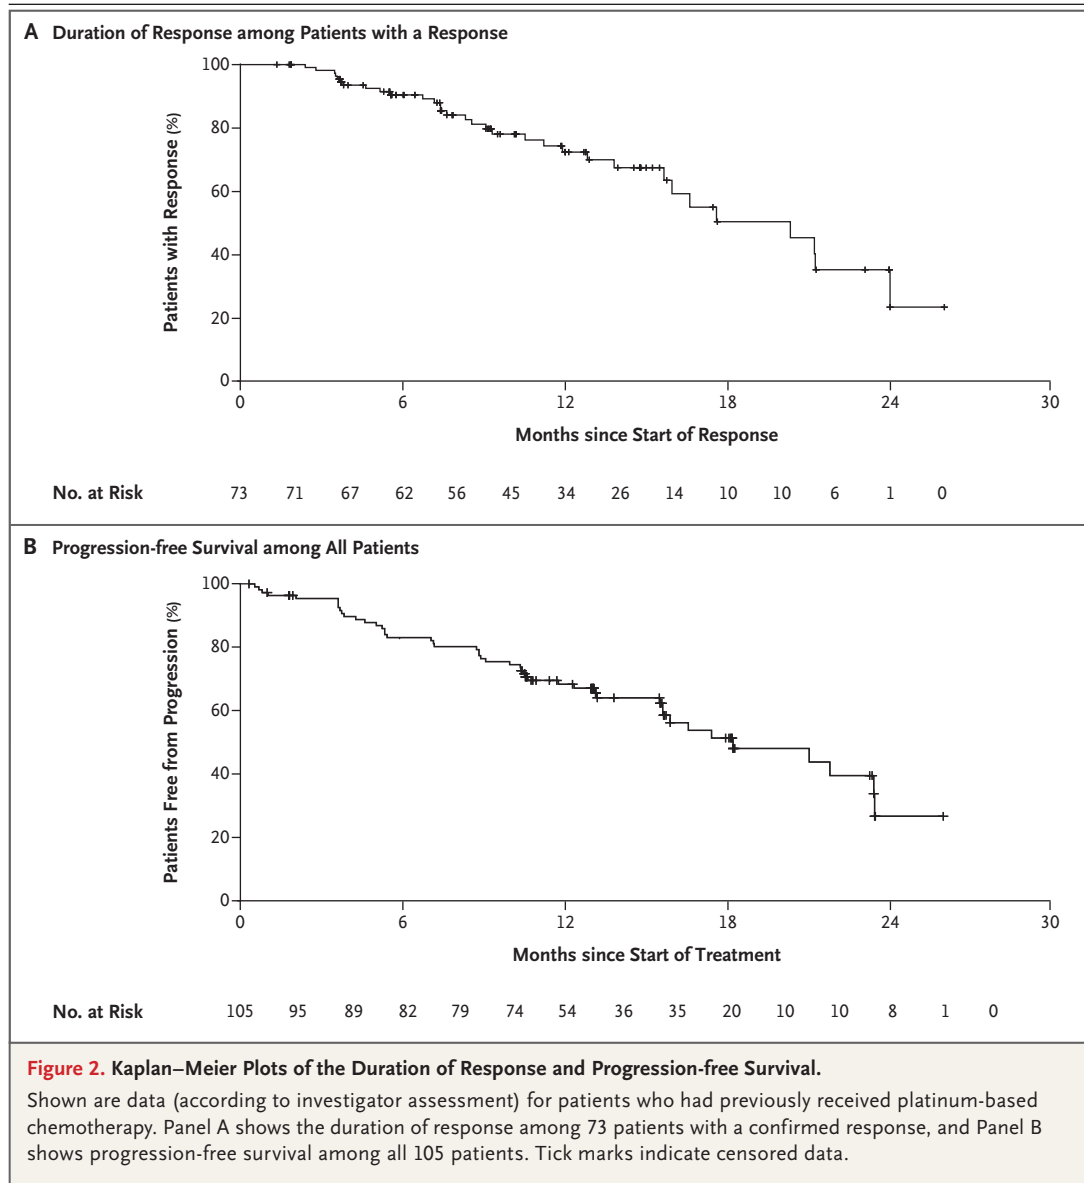 A Duration of Response among Patients with a Response
Patients with Response (%)
100
80
60
40
20
0
0 6 12 18 24 30
Months since Start of Response
No. at Risk 73 71 67 62 56 45 34 26 14 10 10 6 1 0
B Progression-free Survival among All Patients
Patients Free from Progression (%)
100
80
60
40
20
0
0 6 12 18 24 30
Months since Start of Treatment
No. at Risk 105 95 89 82 79 74 54 36 35 20 10 10 8 1 0
Figure 2. Kaplan–Meier Plots of the Duration of Response and Progression-free Survival.
Shown are data (according to investigator assessment) for patients who had previously received platinum-based
chemotherapy. Panel A shows the duration of response among 73 patients with a confirmed response, and Panel B
shows progression-free survival among all 105 patients. Tick marks indicate censored data.